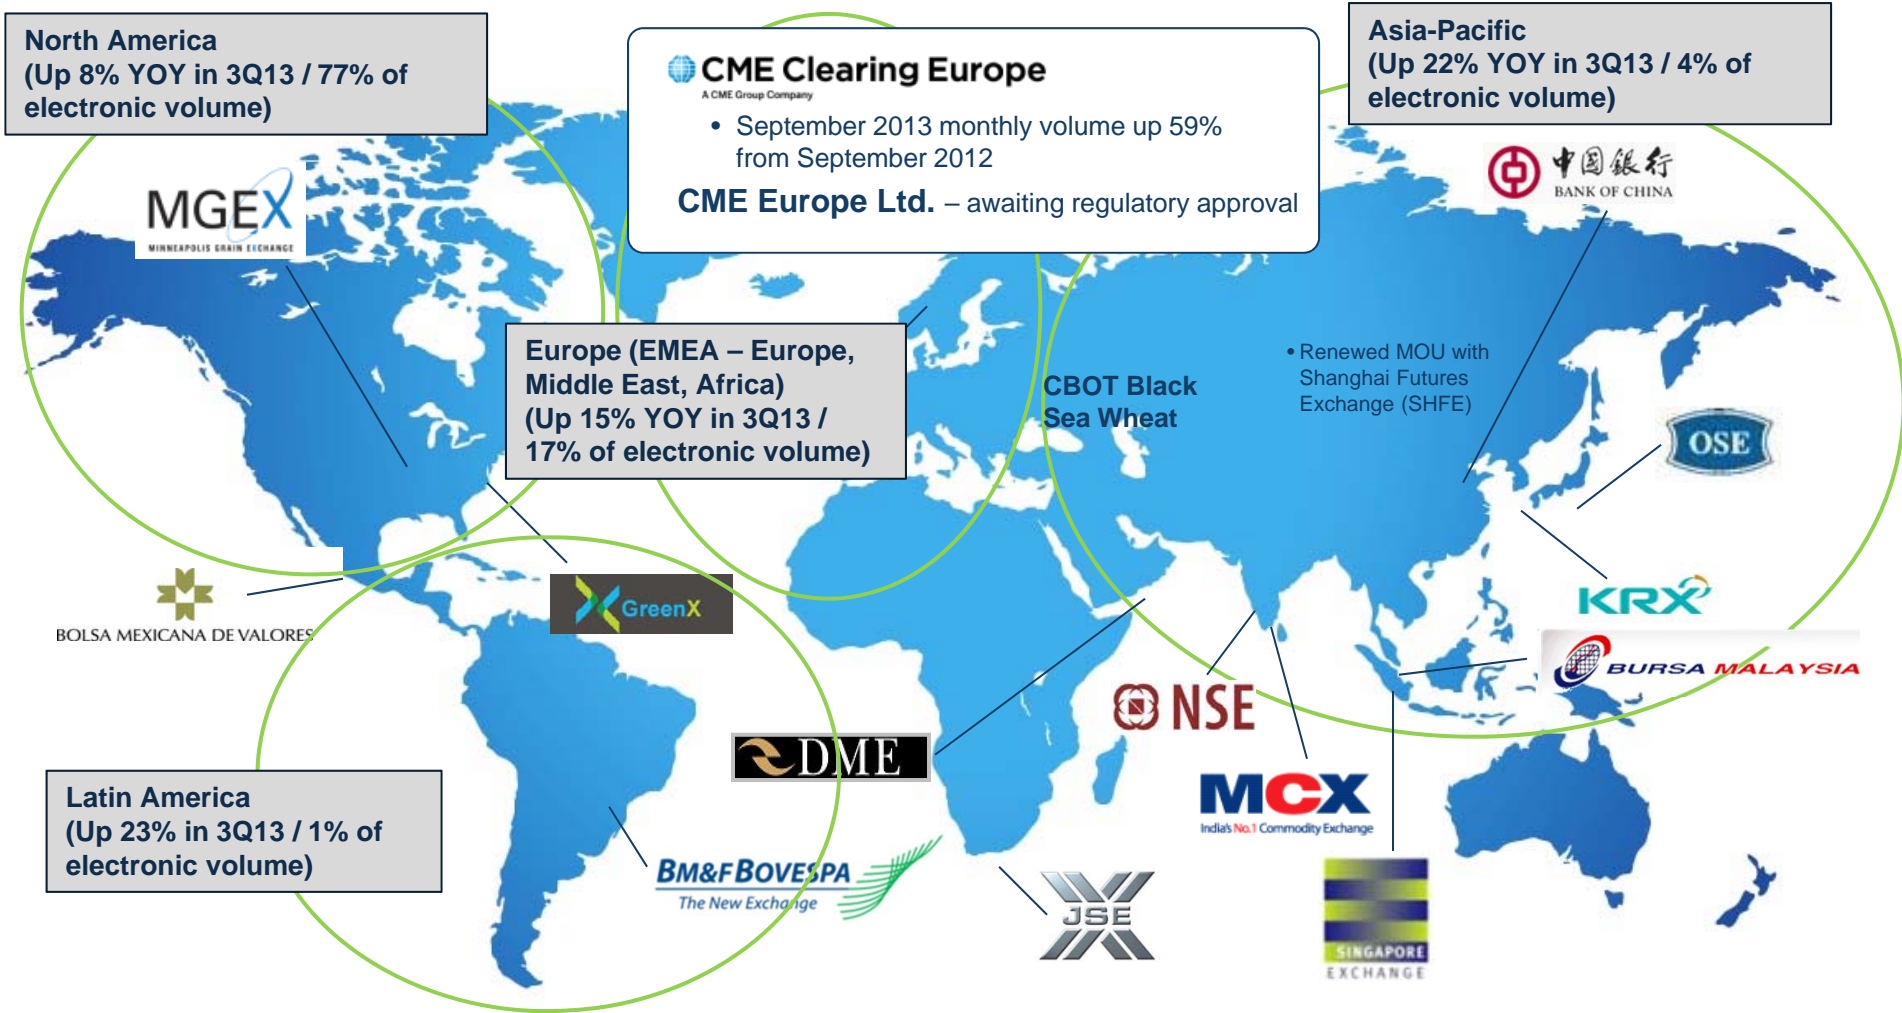 North America
(Up 8% YOY in 3Q13 / 77% of
electronic volume)
CME Clearing Europe
A CME Group Company
• September 2013 monthly volume up 59%
from September 2012
CME Europe Ltd. – awaiting regulatory approval
Asia-Pacific
(Up 22% YOY in 3Q13 / 4% of
electronic volume)
MGEX
MINNEAPOLIS GRAIN EXCHANGE
中国银行
BANK OF CHINA
Europe (EMEA – Europe,
Middle East, Africa)
(Up 15% YOY in 3Q13 /
17% of electronic volume)
CBOT Black
Sea Wheat
• Renewed MOU with
Shanghai Futures
Exchange (SHFE)
OSE
BOLSA MEXICANA DE VALORES
GreenX
KRX
BURSA MALAYSIA
NSE
DME
MCX
India's No.1 Commodity Exchange
Latin America
(Up 23% in 3Q13 / 1% of
electronic volume)
BM&FBOVESPA
The New Exchange
JSE
SINGAPORE
EXCHANGE